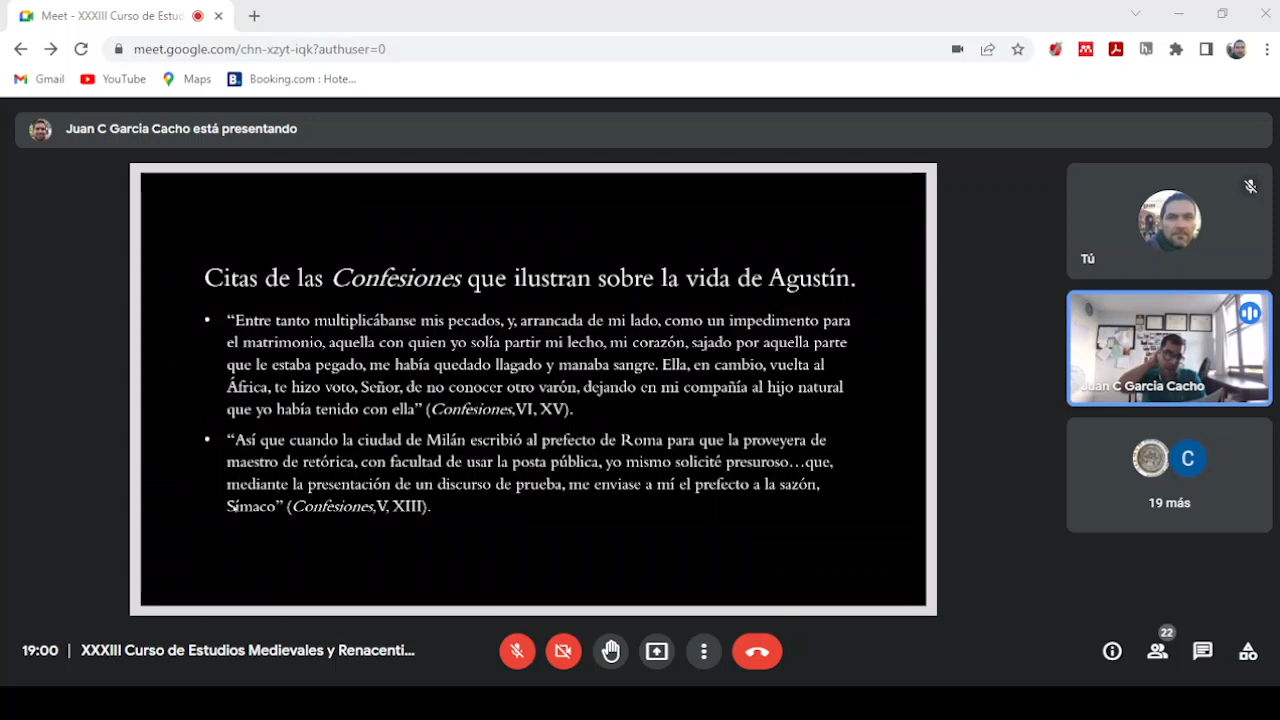 Meet - XXXIII Curso de Estud
meet.google.com/chn-xzyt-iqk?authuser=0
Gmail
YouTube
Maps
Booking.com : Hote...
Juan C Garcia Cacho está presentando
Citas de las Confesiones que ilustran sobre la vida de Agustín.
• “Entre tanto multiplicábanse mis pecados, y, arrancada de mi lado, como un impedimento para
el matrimonio, aquella con quien yo solía partir mi lecho, mi corazón, sajado por aquella parte
que le estaba pegado, me había quedado llagado y manaba sangre. Ella, en cambio, vuelta al
África, te hizo voto, Señor, de no conocer otro varón, dejando en mi compañía al hijo natural
que yo había tenido con ella” (Confesiones,VI, XV).
• “Así que cuando la ciudad de Milán escribió al prefecto de Roma para que la proveyera de
maestro de retórica, con facultad de usar la posta pública, yo mismo solicité presuroso…que,
mediante la presentación de un discurso de prueba, me enviase a mí el prefecto a la sazón,
Símaco” (Confesiones,V, XIII).
Tú
Juan C Garcia Cacho
C
19 más
19:00 | XXXIII Curso de Estudios Medievales y Renacenti...
22